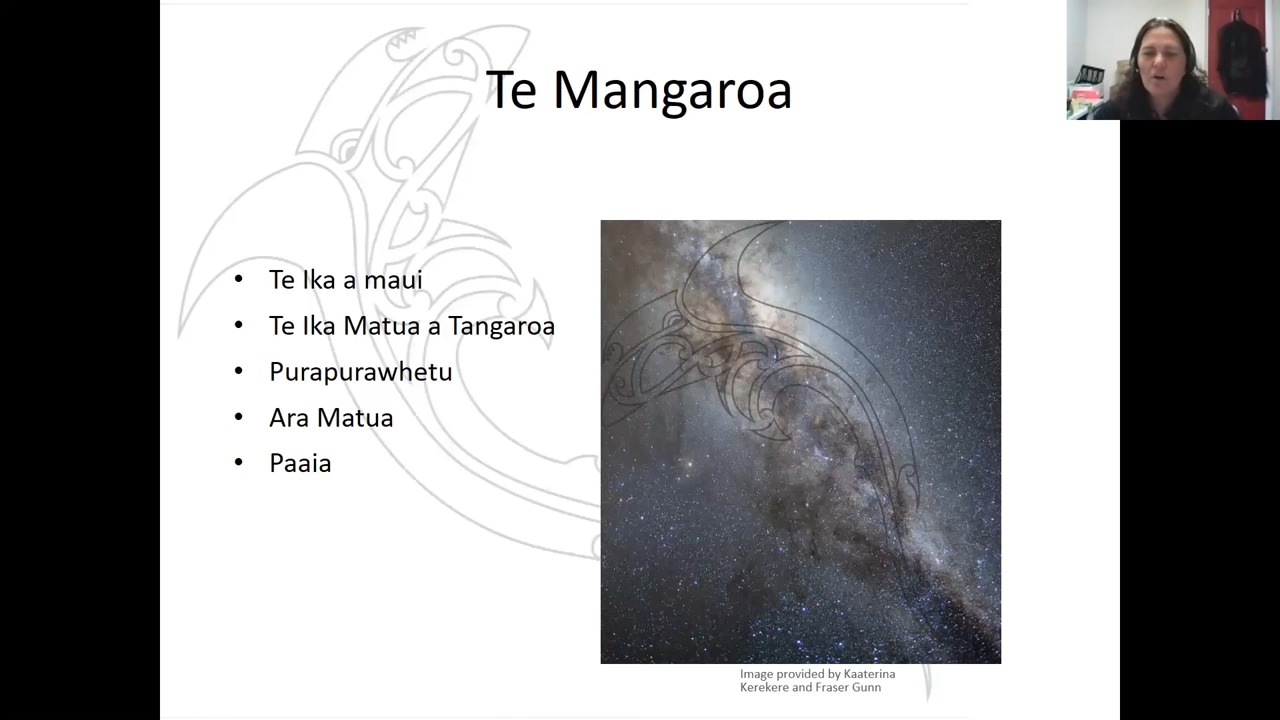 Te Mangaroa
Te Ika a maui
Te Ika Matua a Tangaroa
Purapurawhetu
Ara Matua
Paaia
Image provided by Kaaterina
Kerekere and Fraser Gunn